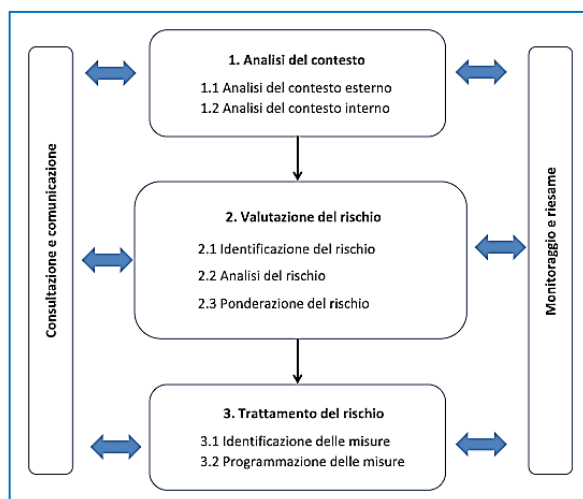 Consultazione e comunicazione
1. Analisi del contesto
1.1 Analisi del contesto esterno
1.2 Analisi del contesto interno
2. Valutazione del rischio
2.1 Identificazione del rischio
2.2 Analisi del rischio
2.3 Ponderazione del rischio
3. Trattamento del rischio
3.1 Identificazione delle misure
3.2 Programmazione delle misure
Monitoraggio e riesame